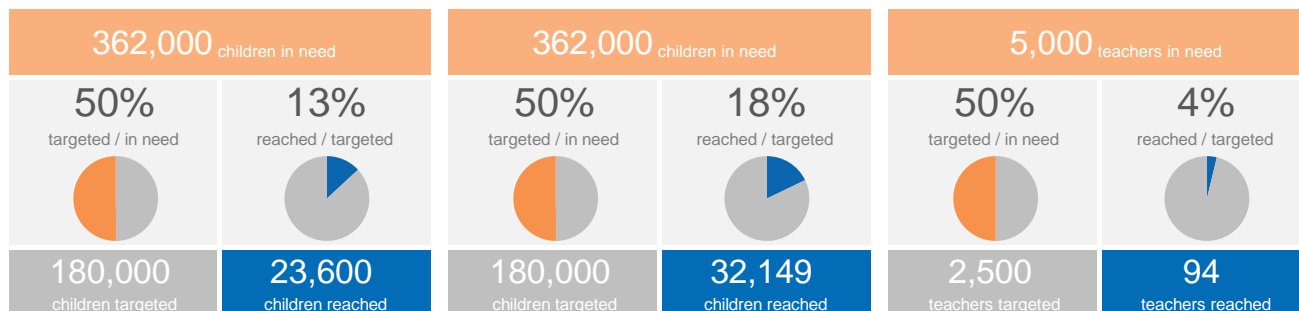 362,000 children in need
50%
targeted / in need
13%
reached / targeted
180,000
children targeted
23,600
children reached
362,000 children in need
50%
targeted / in need
18%
reached / targeted
180,000
children targeted
32,149
children reached
5,000 teachers in need
50%
targeted / in need
4%
reached / targeted
2,500
teachers targeted
94
teachers reached